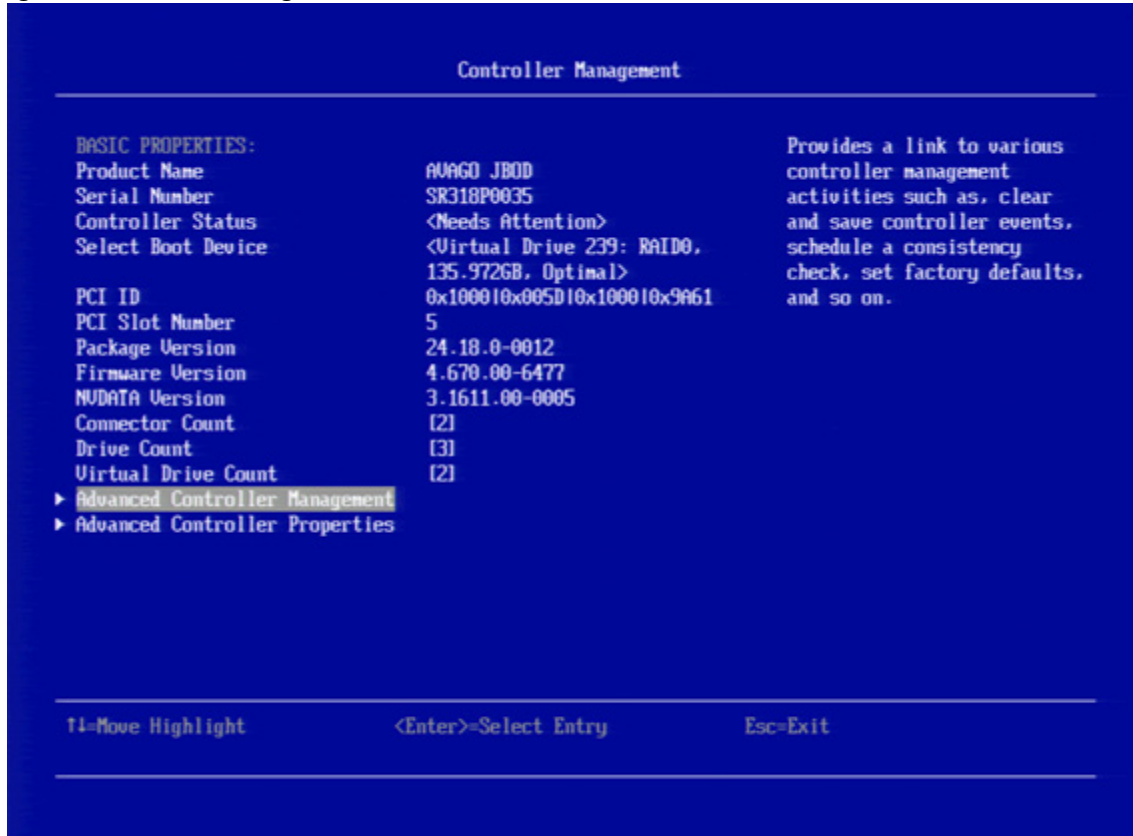 Controller Management
BASIC PROPERTIES:
Product Name AVAGO JBOD
Serial Number SR318P0035
Controller Status <Needs Attention>
Select Boot Device <Virtual Drive 239: RAID0,
135.972GB, Optimal>
PCI ID 0x1000|0x005D|0x1000|0x9A61
PCI Slot Number 5
Package Version 24.18.0-0012
Firmware Version 4.670.00-6477
NVDATA Version 3.1611.00-0005
Connector Count [2]
Drive Count [3]
Virtual Drive Count [2]
▶ Advanced Controller Management
▶ Advanced Controller Properties
Provides a link to various
controller management
activities such as, clear
and save controller events,
schedule a consistency
check, set factory defaults,
and so on.
↑↓=Move Highlight <Enter>=Select Entry Esc=Exit